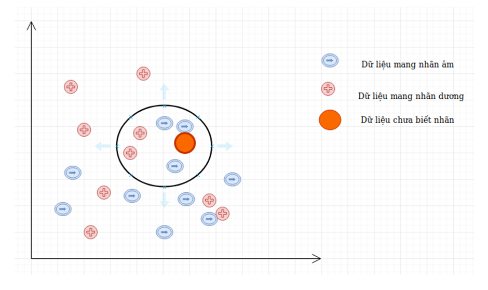 Dữ liệu mang nhãn âm
Dữ liệu mang nhãn dương
Dữ liệu chưa biết nhãn